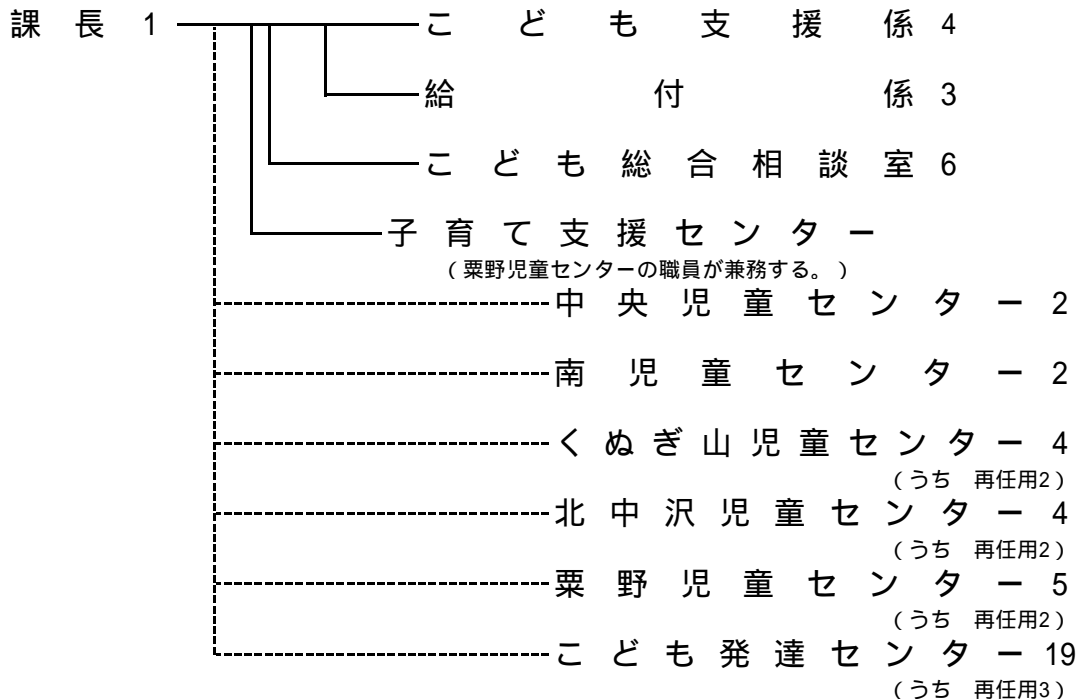 課長 1 こども支援係 4
給付係 3
こども総合相談室 6
子育て支援センター
(粟野児童センターの職員が兼務する。)
中央児童センター 2
南児童センター 2
くぬぎ山児童センター 4
(うち 再任用2)
北中沢児童センター 4
(うち 再任用2)
粟野児童センター 5
(うち 再任用2)
こども発達センター 19
(うち 再任用3)